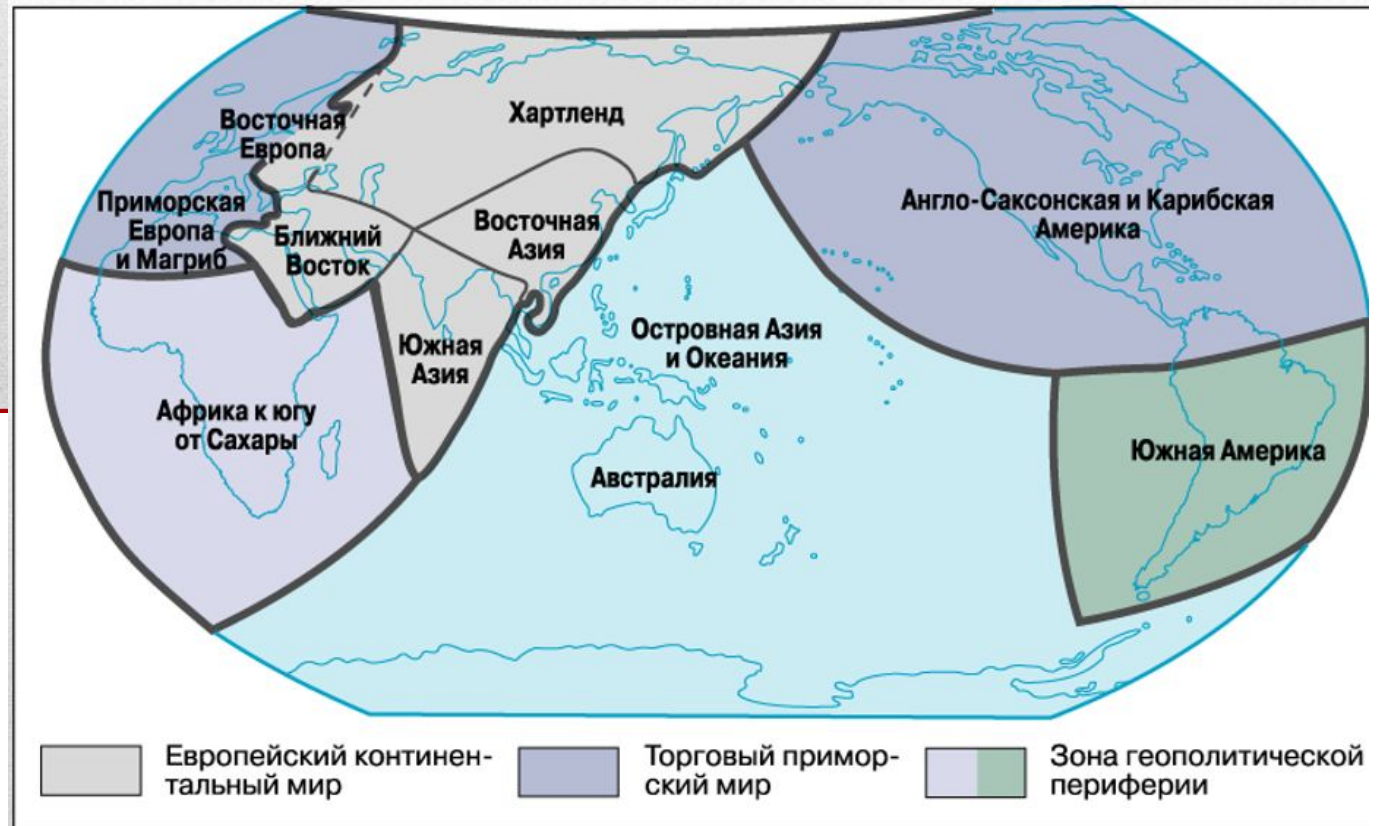 Хартленд
Восточная
Европа
Приморская
Европа
и Магриб
Ближний
Восток
Восточная
Азия
Англо-Саксонская и Карибская
Америка
Южная
Азия
Островная Азия
и Океания
Африка к югу
от Сахары
Австралия
Южная Америка
Европейский континен-
тальный мир
Торговый примор-
ский мир
Зона геополитической
периферии